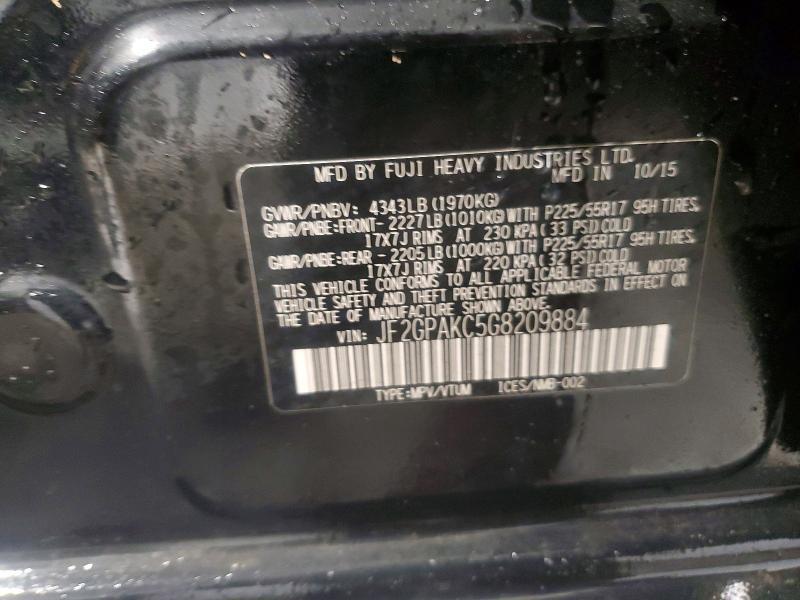 MFD BY FUJI HEAVY INDUSTRIES LTD.
MFD IN 10/15
GVWR/PNBV: 4343LB (1970KG)
GAWR/PNBE:FRONT- 2227LB (1010KG) WITH P225/55R17 95H TIRES,
17X7J RIMS AT 230 KPA ( 33 PSI) COLD
GAWR/PNBE:REAR - 2205LB (1000KG) WITH P225/55R17 95H TIRES,
17X7J RIMS AT 220 KPA ( 32 PSI) COLD
THIS VEHICLE CONFORMS TO ALL APPLICABLE FEDERAL MOTOR
VEHICLE SAFETY AND THEFT PREVENTION STANDARDS IN EFFECT ON
THE DATE OF MANUFACTURE SHOWN ABOVE.
VIN: JF2GPAKC5G8209884
TYPE:MPV/VTUM ICES/NMB-002